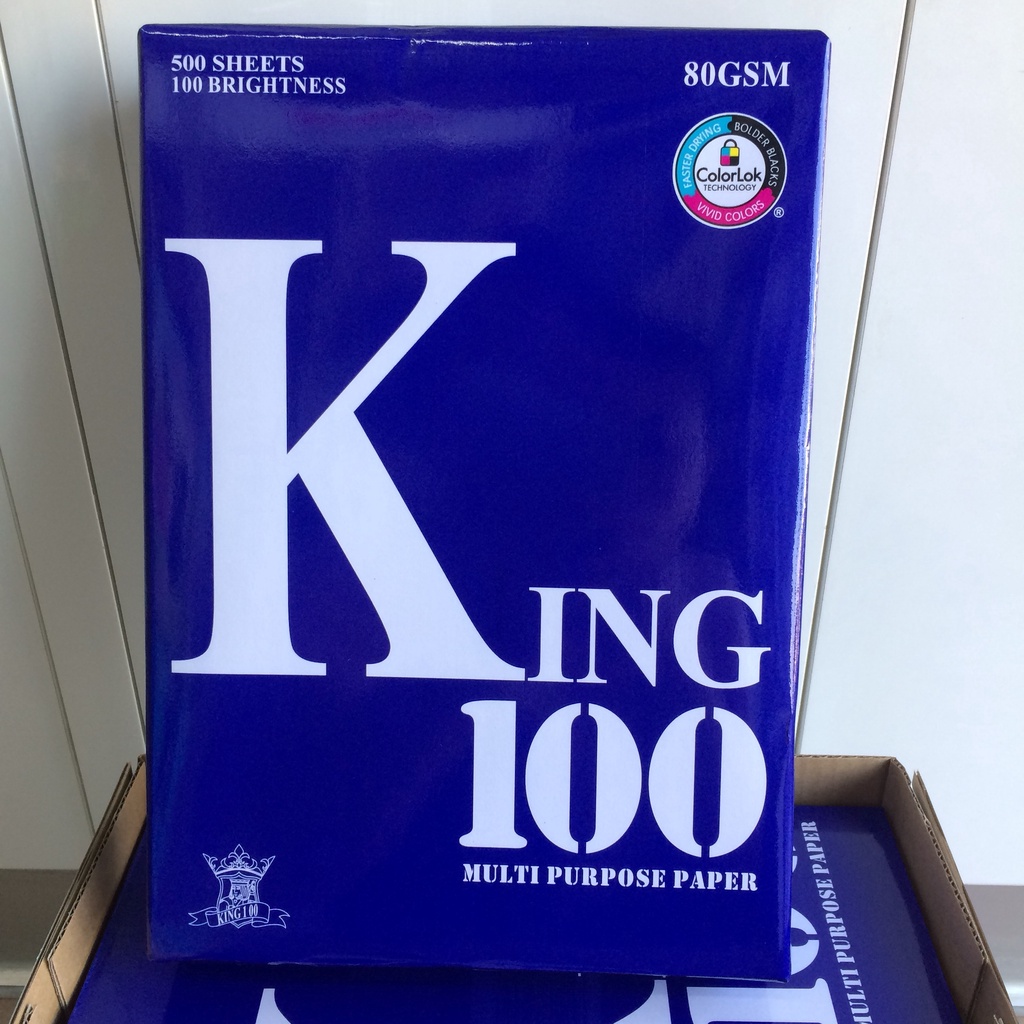 500 SHEETS
100 BRIGHTNESS
80GSM
FASTER DRYING
BOLDER BLACKS
ColorLok
TECHNOLOGY
VIVID COLORS
®
KING
100
MULTI PURPOSE PAPER
KING 100
MULTI PURPOSE PAPER